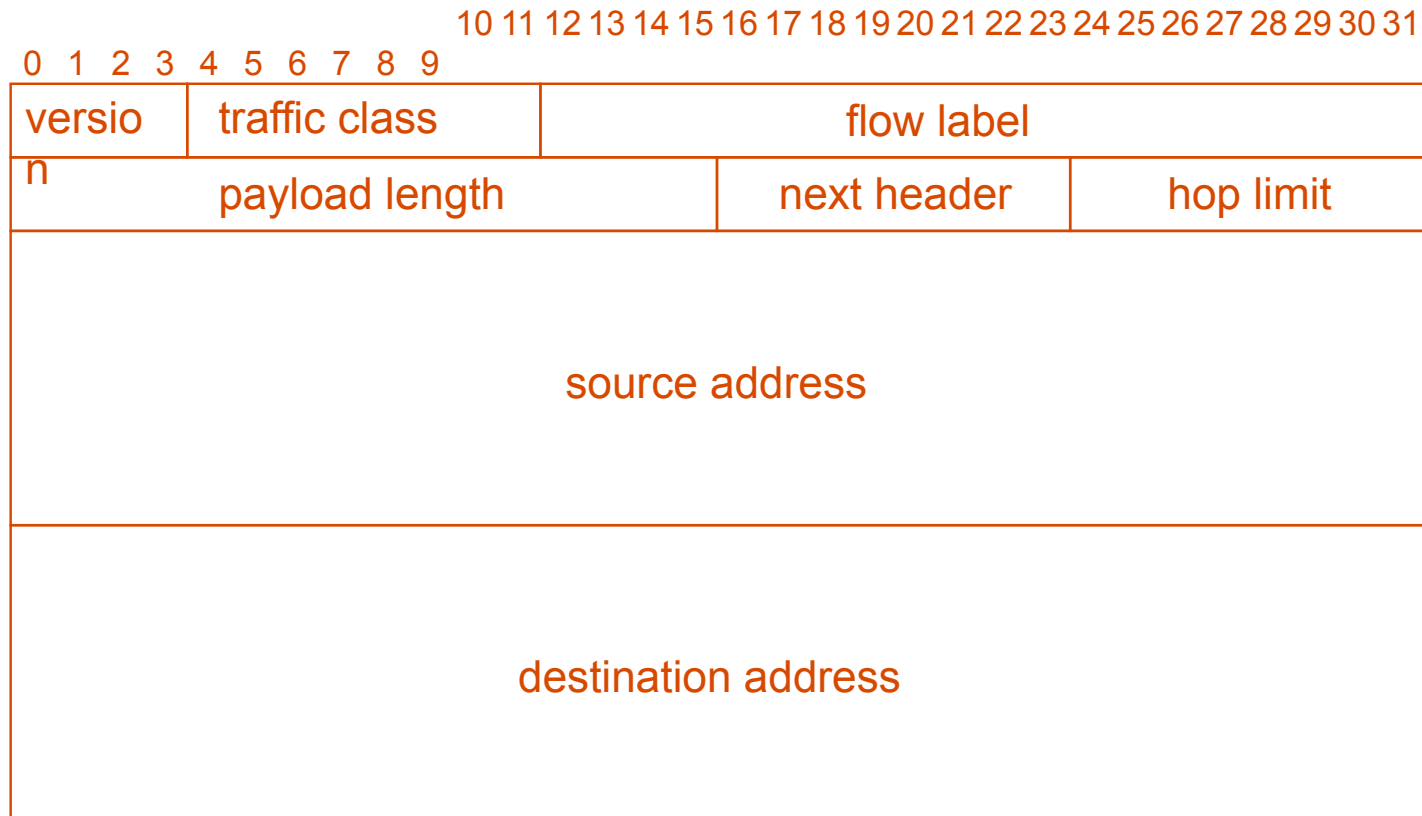 10 11 12 13 14 15 16 17 18 19 20 21 22 23 24 25 26 27 28 29 30 31
0 1 2 3 4 5 6 7 8 9
versio
n
traffic class
flow label
payload length
next header
hop limit
source address
destination address